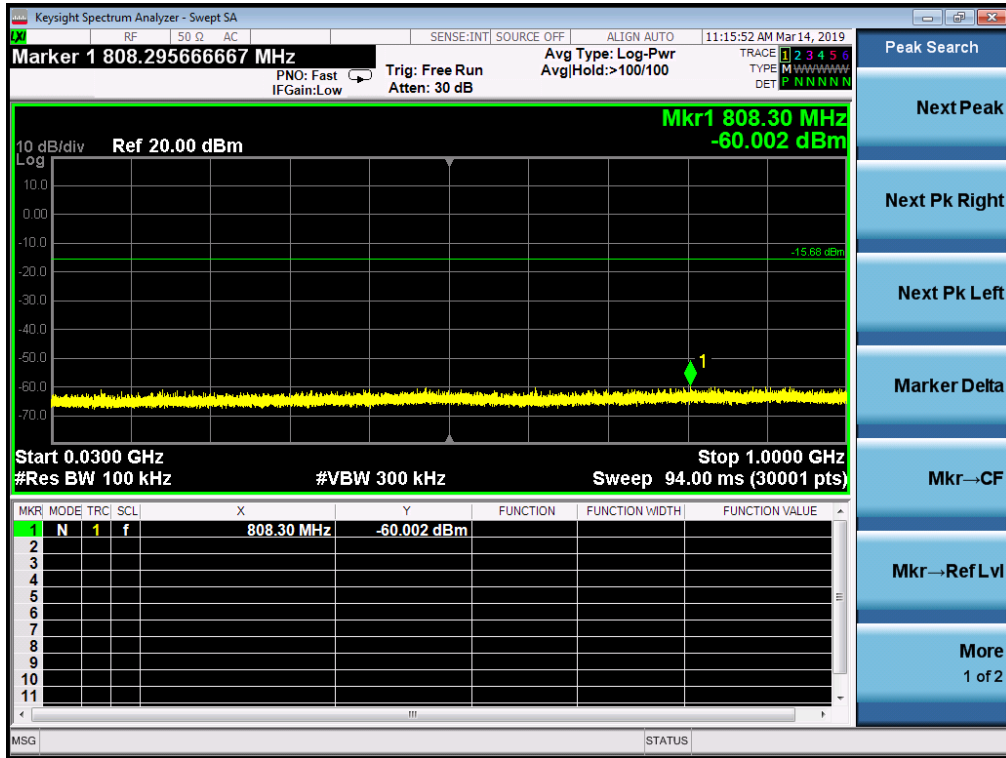 Keysight Spectrum Analyzer - Swept SA
LXI RF 50 Ω AC SENSE:INT SOURCE OFF ALIGN AUTO 11:15:52 AM Mar 14, 2019
Marker 1 808.295666667 MHz
PNO: Fast
IFGain:Low
Trig: Free Run
Atten: 30 dB
Avg Type: Log-Pwr
Avg|Hold:>100/100
TRACE 1 2 3 4 5 6
TYPE M WWWWW
DET P N N N N N
Peak Search
Next Peak
Next Pk Right
Next Pk Left
Marker Delta
Mkr→CF
Mkr→Ref Lvl
More
1 of 2
Mkr1 808.30 MHz
-60.002 dBm
10 dB/div Ref 20.00 dBm
Log
10.0
0.00
-10.0
-15.68 dBm
-20.0
-30.0
-40.0
-50.0
1
-60.0
-70.0
Start 0.0300 GHz Stop 1.0000 GHz
#Res BW 100 kHz #VBW 300 kHz Sweep 94.00 ms (30001 pts)
MKR MODE TRC SCL X Y FUNCTION FUNCTION WIDTH FUNCTION VALUE
1 N 1 f 808.30 MHz -60.002 dBm
2
3
4
5
6
7
8
9
10
11
MSG STATUS